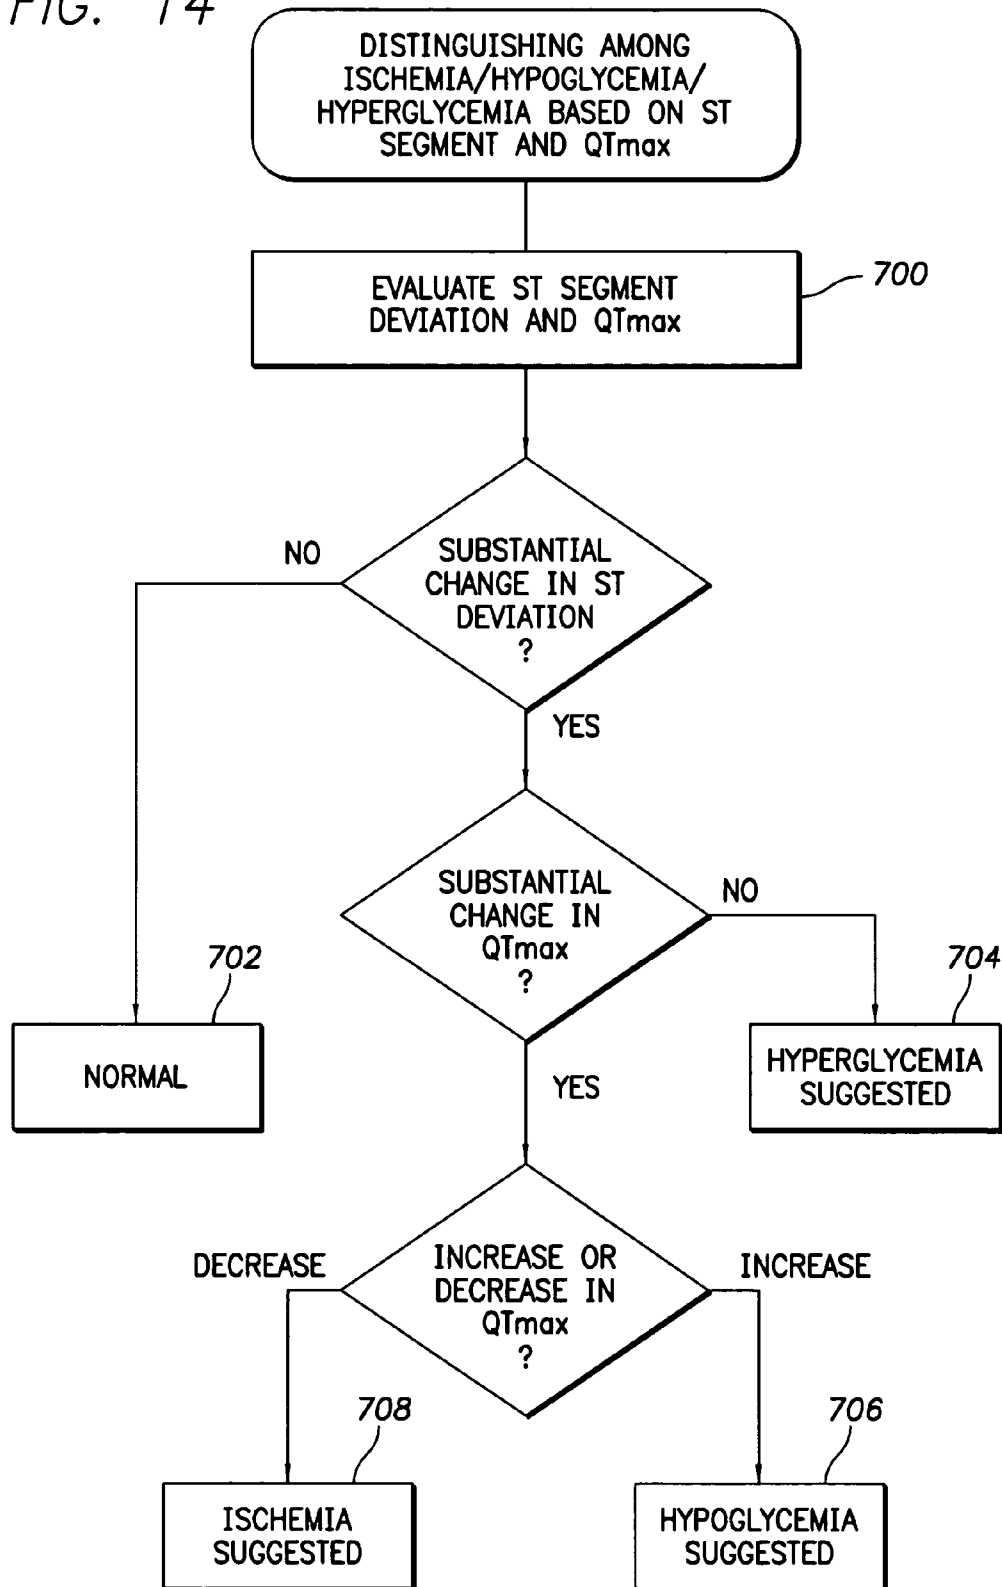 FIG. 14
DISTINGUISHING AMONG
ISCHEMIA/HYPOGLYCEMIA/
HYPERGLYCEMIA BASED ON ST
SEGMENT AND QTmax
EVALUATE ST SEGMENT
DEVIATION AND QTmax
700
SUBSTANTIAL
CHANGE IN ST
DEVIATION
?
NO
YES
SUBSTANTIAL
CHANGE IN
QTmax
?
NO
YES
702
NORMAL
704
HYPERGLYCEMIA
SUGGESTED
INCREASE OR
DECREASE IN
QTmax
?
DECREASE
INCREASE
708
ISCHEMIA
SUGGESTED
706
HYPOGLYCEMIA
SUGGESTED